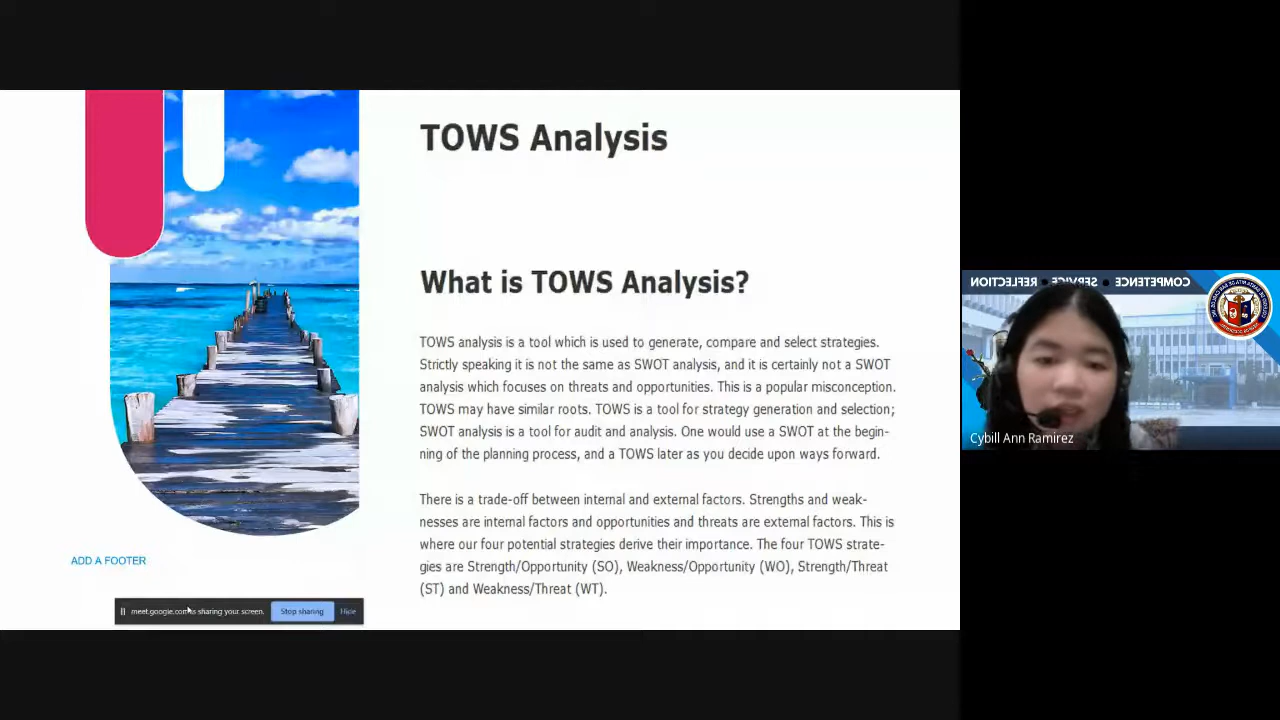 TOWS Analysis
What is TOWS Analysis?
TOWS analysis is a tool which is used to generate, compare and select strategies.
Strictly speaking it is not the same as SWOT analysis, and it is certainly not a SWOT
analysis which focuses on threats and opportunities. This is a popular misconception.
TOWS may have similar roots. TOWS is a tool for strategy generation and selection;
SWOT analysis is a tool for audit and analysis. One would use a SWOT at the begin-
ning of the planning process, and a TOWS later as you decide upon ways forward.
There is a trade-off between internal and external factors. Strengths and weak-
nesses are internal factors and opportunities and threats are external factors. This is
where our four potential strategies derive their importance. The four TOWS strate-
gies are Strength/Opportunity (SO), Weakness/Opportunity (WO), Strength/Threat
(ST) and Weakness/Threat (WT).
ADD A FOOTER
meet.google.com is sharing your screen. Stop sharing Hide
COMPETENCE • SERVICE • REFLECTION
Cybill Ann Ramirez